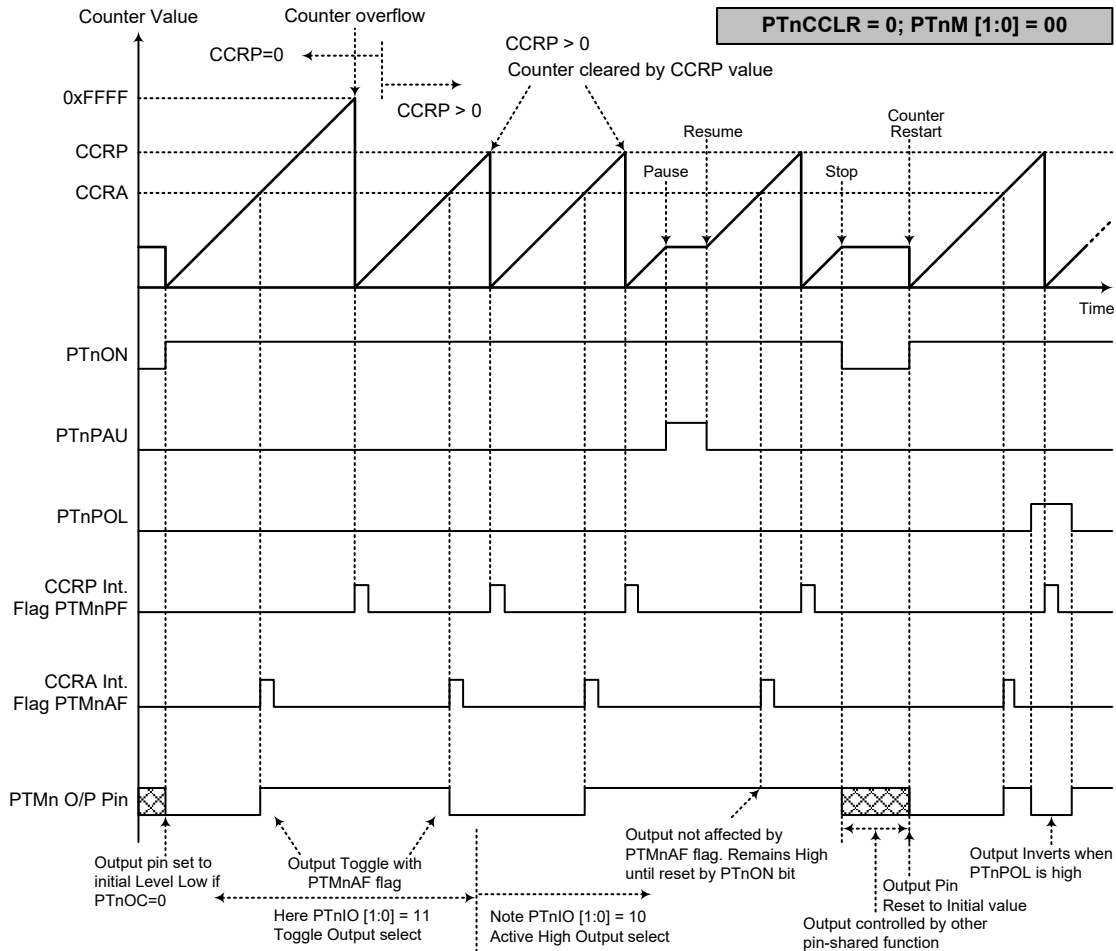 Counter Value
Counter overflow
PTnCCLR = 0; PTnM [1:0] = 00
CCRP=0
CCRP > 0
CCRP > 0
Counter cleared by CCRP value
0xFFFF
CCRP
CCRA
Pause
Resume
Stop
Counter
Restart
Time
PTnON
PTnPAU
PTnPOL
CCRP Int.
Flag PTMnPF
CCRA Int.
Flag PTMnAF
PTMn O/P Pin
Output pin set to
initial Level Low if
PTnOC=0
Output Toggle with
PTMnAF flag
Here PTnIO [1:0] = 11
Toggle Output select
Note PTnIO [1:0] = 10
Active High Output select
Output not affected by
PTMnAF flag. Remains High
until reset by PTnON bit
Output Pin
Reset to Initial value
Output controlled by other
pin-shared function
Output Inverts when
PTnPOL is high